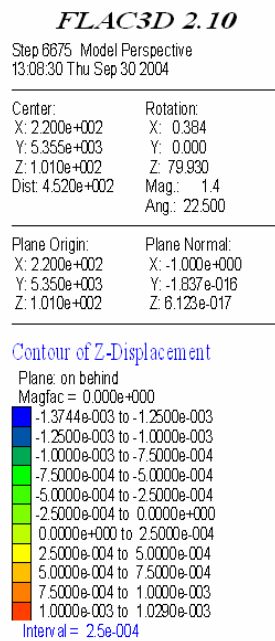 FLAC3D 2.10
Step 6675 Model Perspective
13:08:30 Thu Sep 30 2004
Center: Rotation:
X: 2.200e+002 X: 0.384
Y: 5.355e+003 Y: 0.000
Z: 1.010e+002 Z: 79.930
Dist: 4.520e+002 Mag.: 1.4
Ang.: 22.500
Plane Origin: Plane Normal:
X: 2.200e+002 X: -1.000e+000
Y: 5.350e+003 Y: -1.837e-016
Z: 1.010e+002 Z: 6.123e-017
Contour of Z-Displacement
Plane: on behind
Magfac = 0.000e+000
-1.3744e-003 to -1.2500e-003
-1.2500e-003 to -1.0000e-003
-1.0000e-003 to -7.5000e-004
-7.5000e-004 to -5.0000e-004
-5.0000e-004 to -2.5000e-004
-2.5000e-004 to 0.0000e+000
0.0000e+000 to 2.5000e-004
2.5000e-004 to 5.0000e-004
5.0000e-004 to 7.5000e-004
7.5000e-004 to 1.0000e-003
1.0000e-003 to 1.0290e-003
Interval = 2.5e-004